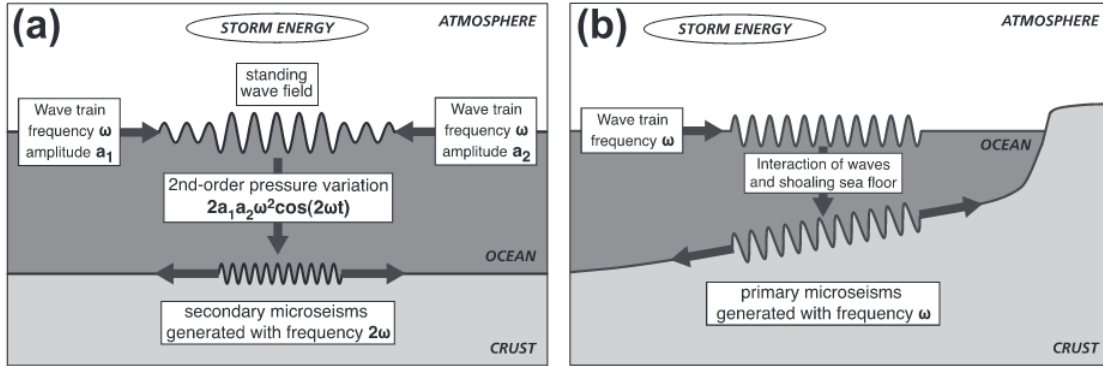 (a)
STORM ENERGY
ATMOSPHERE
standing
wave field
Wave train
frequency ω
amplitude a₁
Wave train
frequency ω
amplitude a₂
2nd-order pressure variation
2a₁a₂ω²cos(2ωt)
OCEAN
secondary microseisms
generated with frequency 2ω
CRUST
(b)
STORM ENERGY
ATMOSPHERE
Wave train
frequency ω
OCEAN
Interaction of waves
and shoaling sea floor
primary microseisms
generated with frequency ω
CRUST